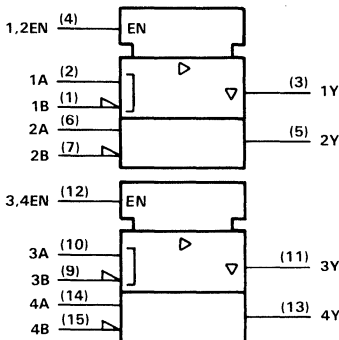 1,2EN (4) EN
1A (2)
(3) 1Y
1B (1)
2A (6)
(5) 2Y
2B (7)
3,4EN (12) EN
3A (10)
(11) 3Y
3B (9)
4A (14)
(13) 4Y
4B (15)